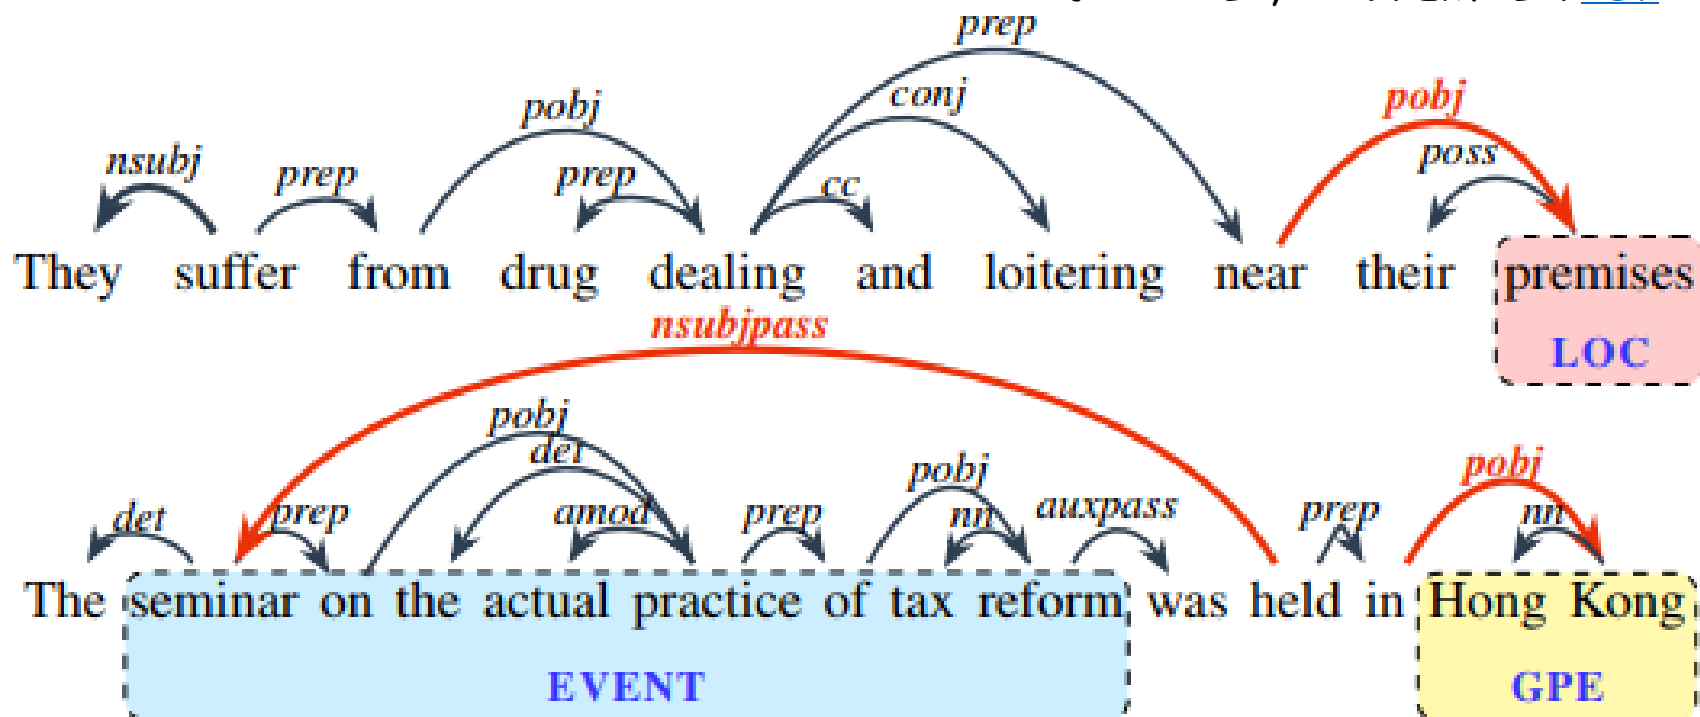 prep
conj
pobj pobj
nsubj prep prep cc poss
They suffer from drug dealing and loitering near their premises
nsubjpass
LOC
pobj
det pobj pobj
det prep amod prep nn auxpass prep nn
The seminar on the actual practice of tax reform was held in Hong Kong
EVENT GPE